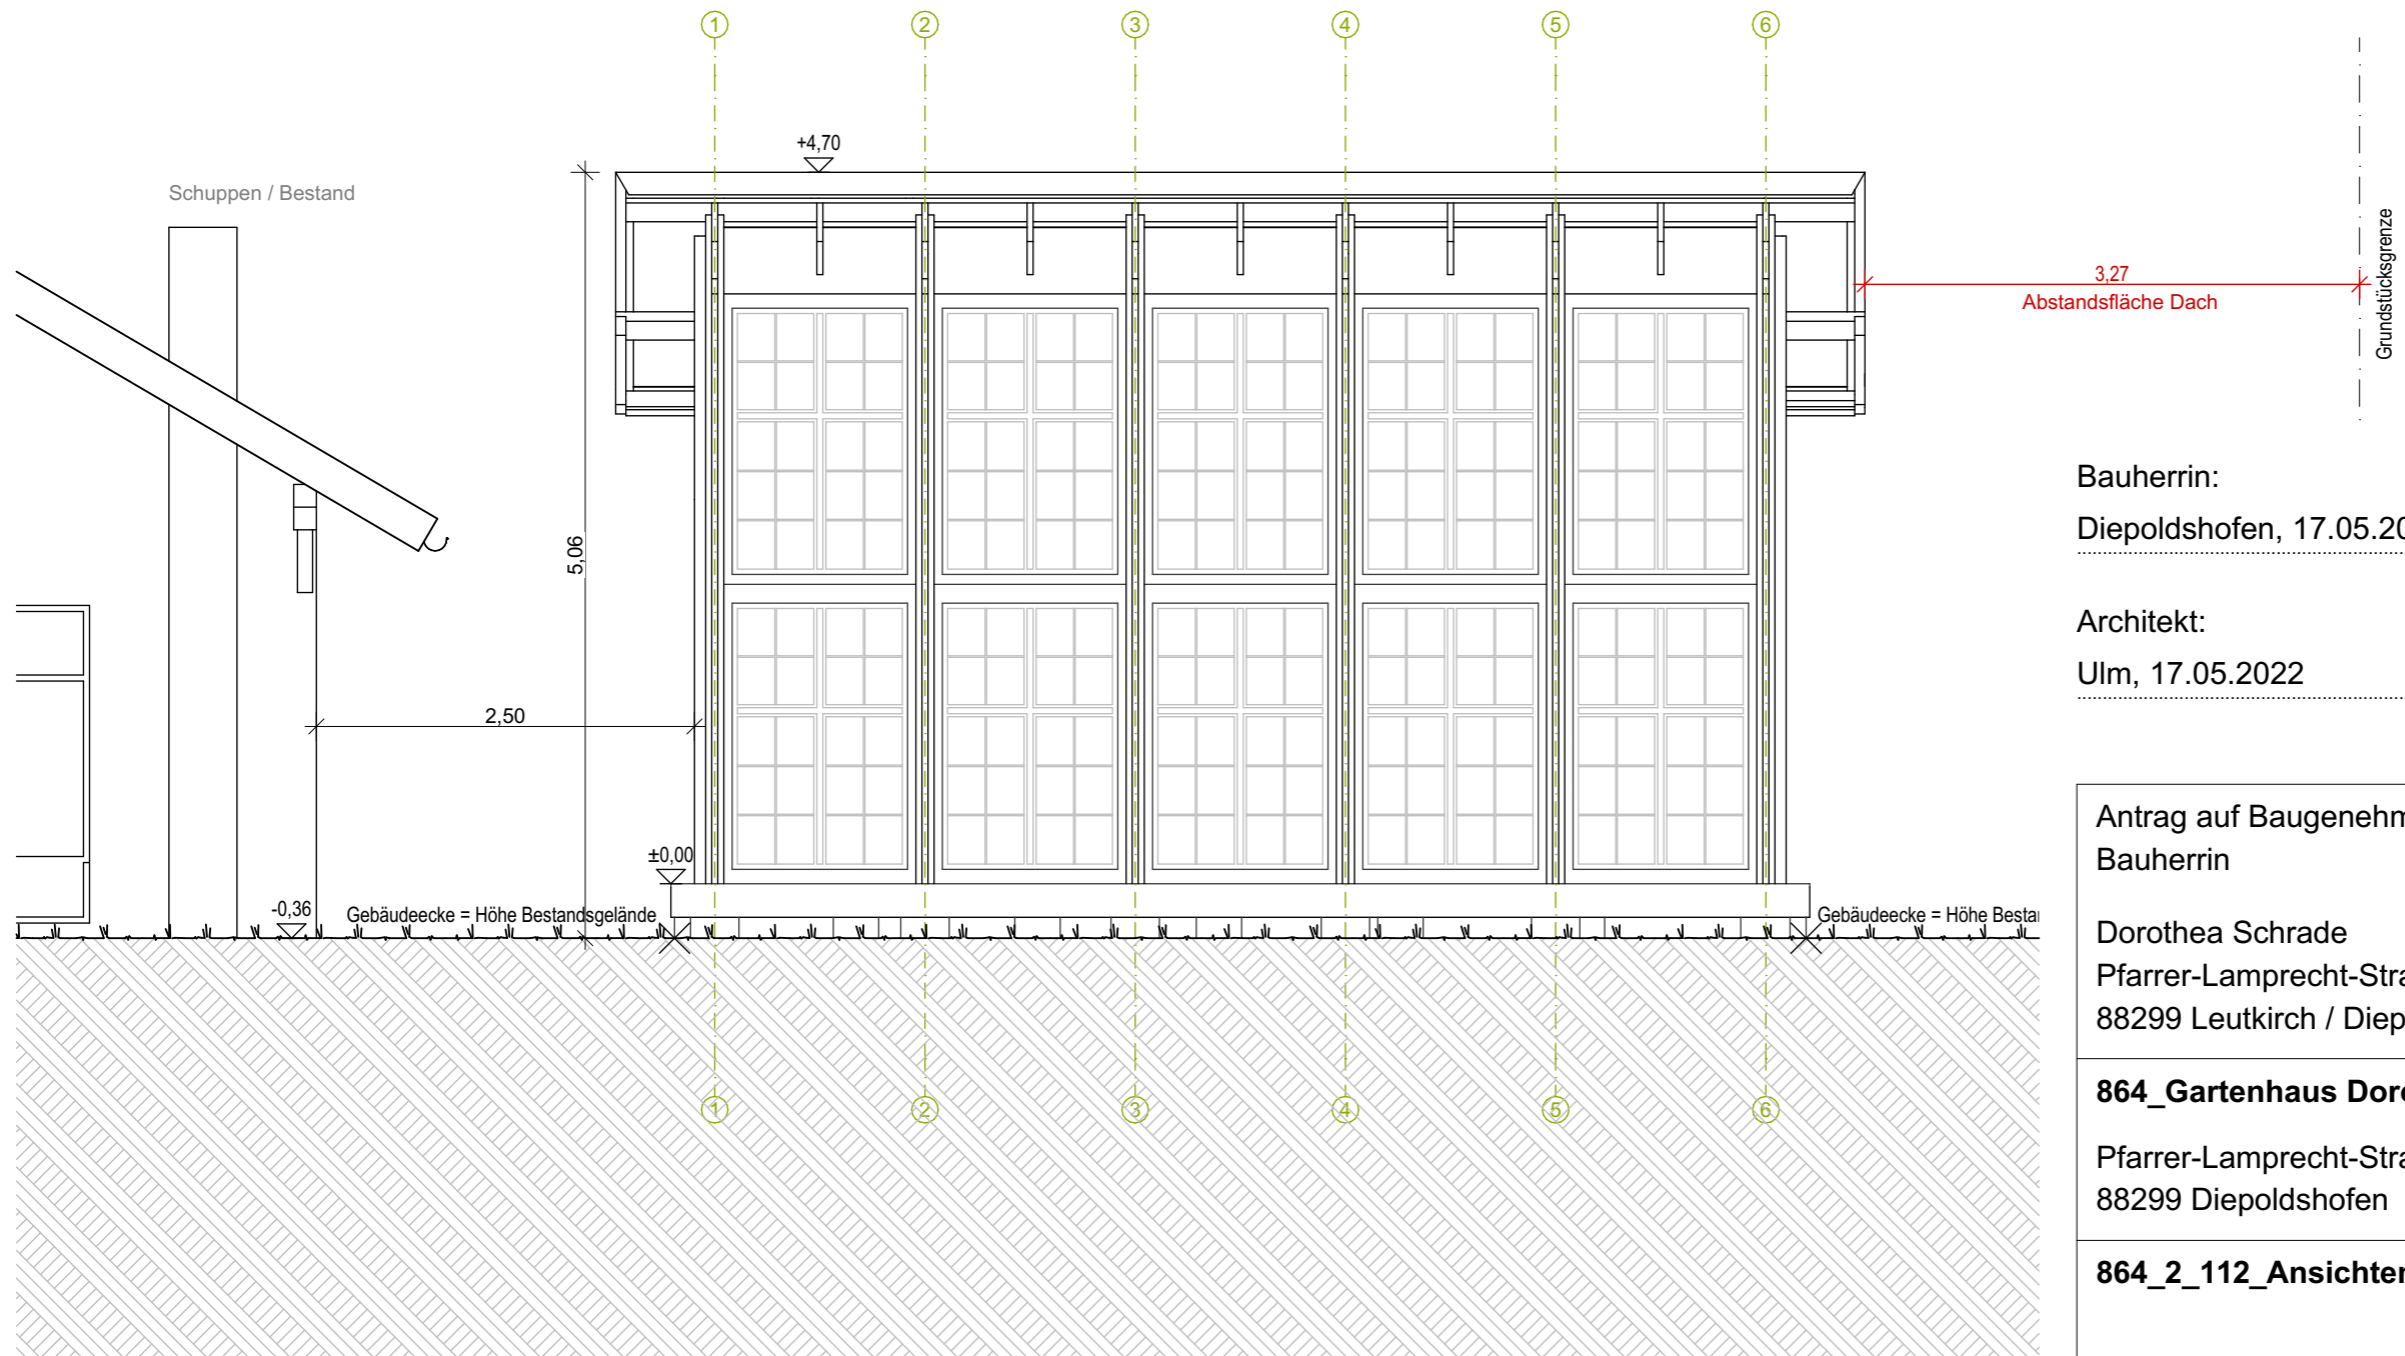 1 2 3 4 5 6
+4,70
Schuppen / Bestand
Grundstücksgrenze
3,27
Abstandsfläche Dach
Bauherrin:
Diepoldshofen, 17.05.20
5,06
Architekt:
Ulm, 17.05.2022
2,50
±0,00
-0,36
Gebäudeecke = Höhe Bestandsgelände
Gebäudeecke = Höhe Bestan
Antrag auf Baugenehm
Bauherrin
Dorothea Schrade
Pfarrer-Lamprecht-Stra
88299 Leutkirch / Diep
1 2 3 4 5 6
864_Gartenhaus Doro
Pfarrer-Lamprecht-Stra
88299 Diepoldshofen
864_2_112_Ansichten